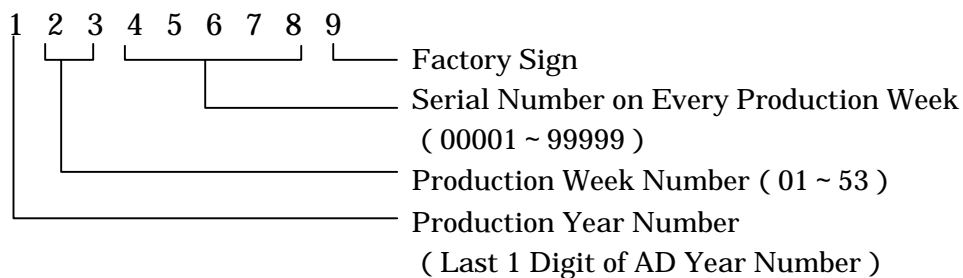 1 2 3 4 5 6 7 8 9
Factory Sign
Serial Number on Every Production Week
( 00001 ~ 99999 )
Production Week Number ( 01 ~ 53 )
Production Year Number
( Last 1 Digit of AD Year Number )